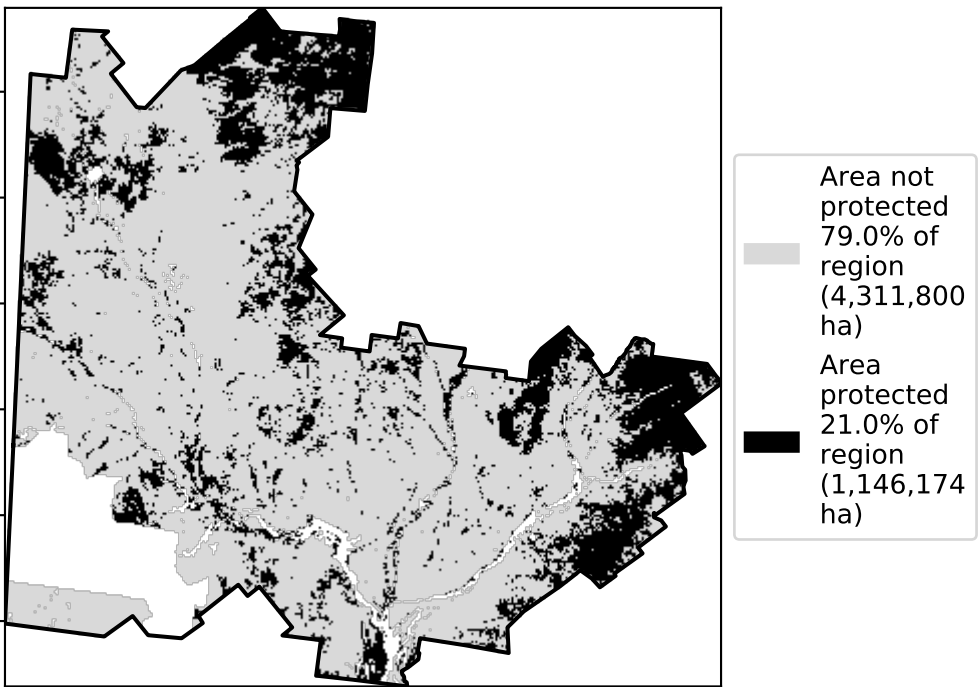 Area not
protected
79.0% of
region
(4,311,800
ha)
Area
protected
21.0% of
region
(1,146,174
ha)